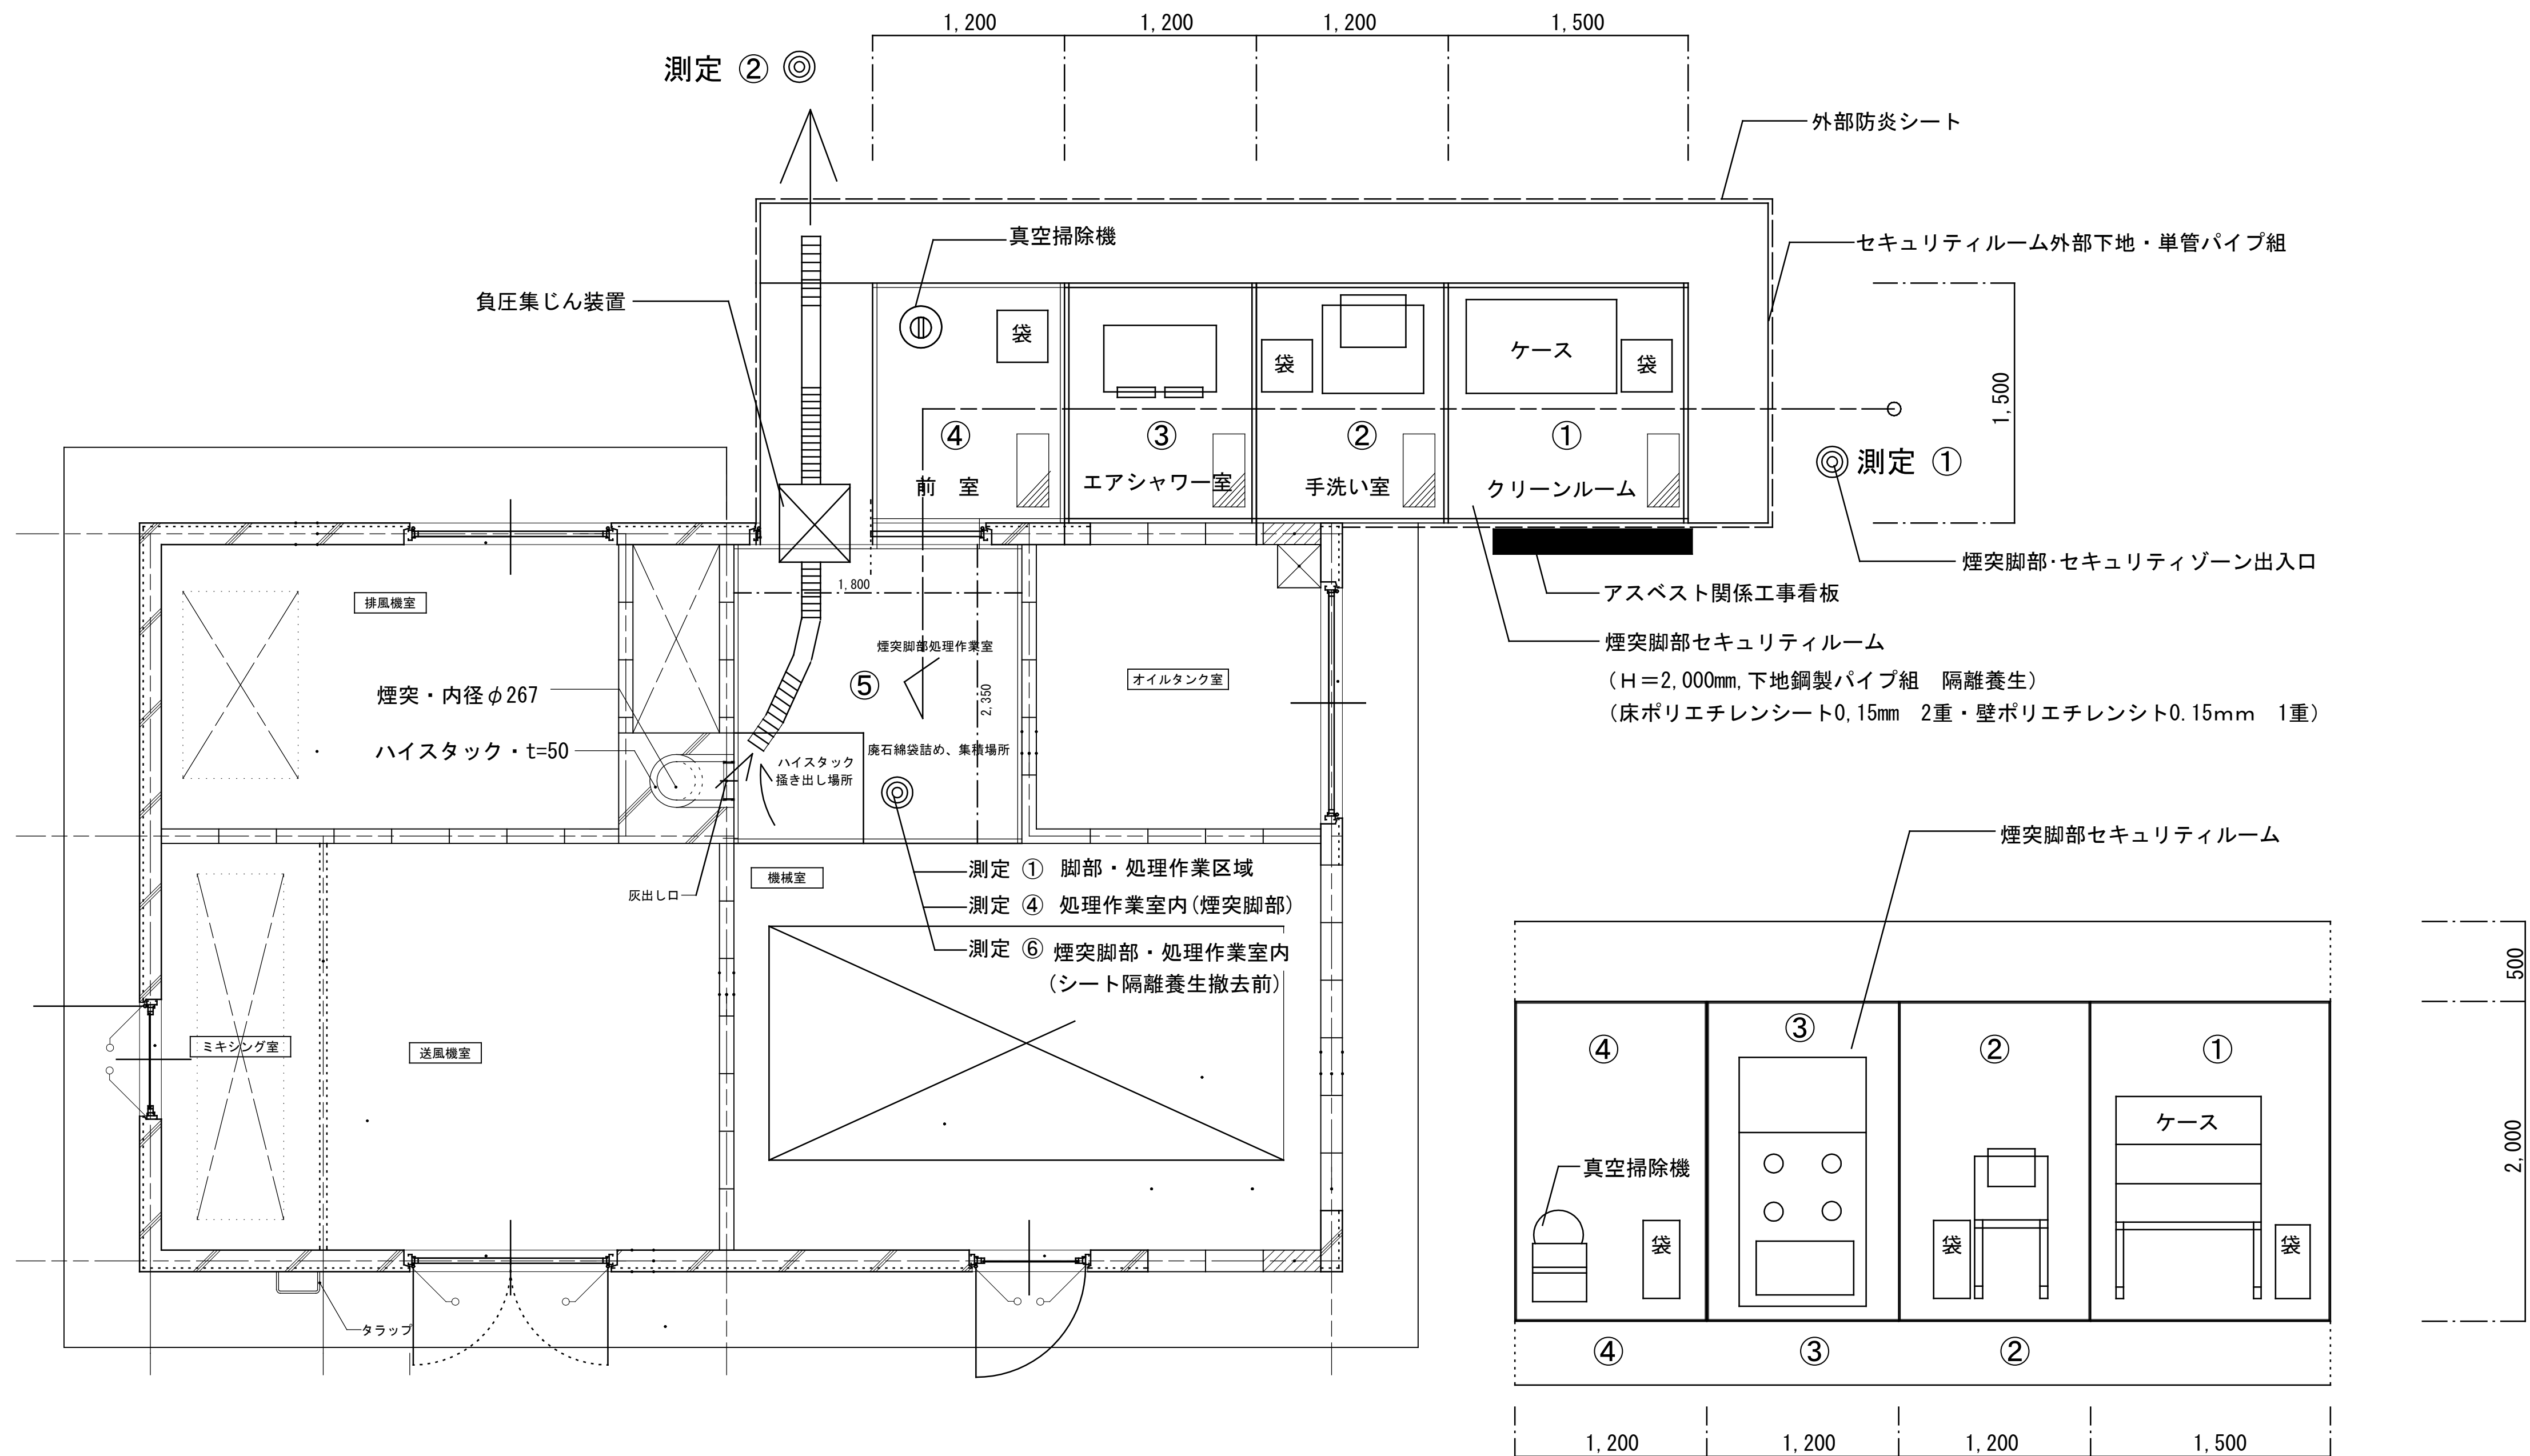 1,200
1,200
1,200
1,500
測定 ②
外部防炎シート
真空掃除機
セキュリティルーム外部下地・単管パイプ組
負圧集じん装置
袋
袋
ケース
袋
1,500
④
③
②
①
前 室
エアシャワー室
手洗い室
クリーンルーム
測定 ①
煙突脚部・セキュリティゾーン出入口
アスベスト関係工事看板
煙突脚部セキュリティルーム
（Ｈ＝2,000mm,下地鋼製パイプ組 隔離養生）
（床ポリエチレンシート0,15mm 2重・壁ポリエチレンシト0.15ｍｍ 1重）
1,800
排風機室
煙突脚部処理作業室
⑤
2,350
オイルタンク室
煙突・内径φ267
ハイスタック・t=50
廃石綿袋詰め、集積場所
ハイスタック
掻き出し場所
灰出し口
機械室
測定 ① 脚部・処理作業区域
測定 ④ 処理作業室内(煙突脚部)
測定 ⑥ 煙突脚部・処理作業室内
(シート隔離養生撤去前)
ミキシング室
送風機室
タラップ
煙突脚部セキュリティルーム
500
2,000
④
③
②
①
ケース
真空掃除機
袋
袋
袋
④
③
②
1,200
1,200
1,200
1,500